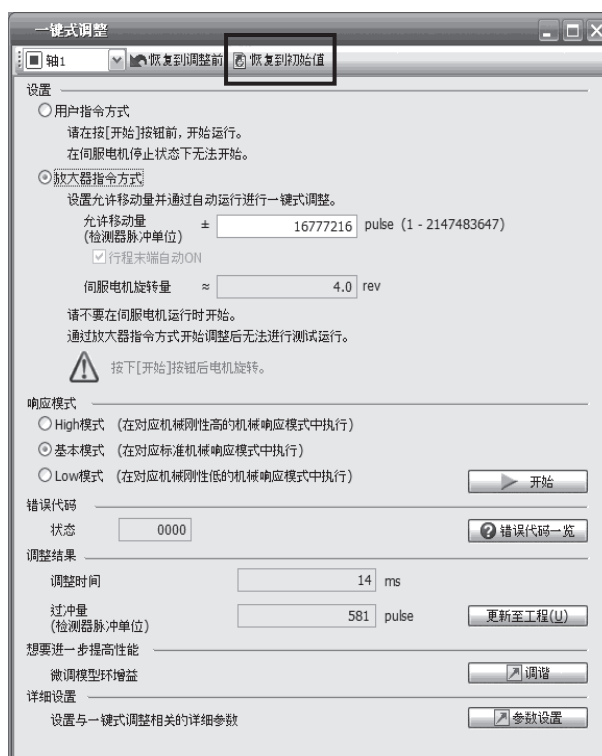 一键式调整
轴1 恢复到调整前 恢复到初始值
设置
用户指令方式
请在按[开始]按钮前,开始运行。
在伺服电机停止状态下无法开始。
放大器指令方式
设置允许移动量并通过自动运行进行一键式调整。
允许移动量
(检测器脉冲单位) ± 16777216 pulse (1 - 2147483647)
行程末端自动ON
伺服电机旋转量 ≈ 4.0 rev
请不要在伺服电机运行时开始。
通过放大器指令方式开始调整后无法进行测试运行。
按下[开始]按钮后电机旋转。
响应模式
High模式 (在对应机械刚性高的机械响应模式中执行)
基本模式 (在对应标准机械响应模式中执行)
Low模式 (在对应机械刚性低的机械响应模式中执行)
开始
错误代码
状态 0000 错误代码一览
调整结果
调整时间 14 ms
过冲量
(检测器脉冲单位) 581 pulse 更新至工程(U)
想要进一步提高性能
微调模型环增益 调谐
详细设置
设置与一键式调整相关的详细参数 参数设置